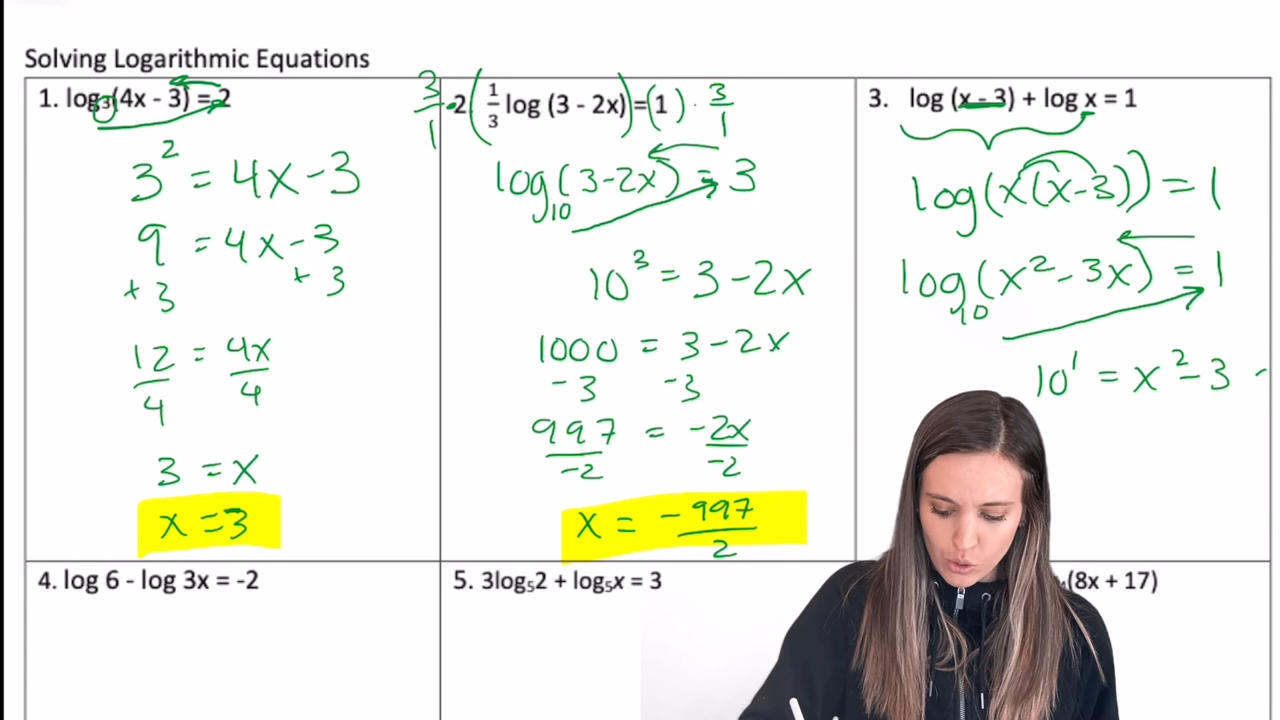 Solving Logarithmic Equations
1. log₃(4x - 3) = 2
3² = 4x - 3
9 = 4x - 3
+ 3 + 3
12/4 = 4x/4
3 = x
x = 3
3/1 · 2 ( 1/3 log (3 - 2x) ) = (1) · 3/1
log₁₀(3 - 2x) = 3
10³ = 3 - 2x
1000 = 3 - 2x
- 3 - 3
997/-2 = -2x/-2
x = -997/2
3. log (x - 3) + log x = 1
log(x(x - 3)) = 1
log₁₀(x² - 3x) = 1
10¹ = x² - 3
4. log 6 - log 3x = -2
5. 3log₅2 + log₅x = 3
(8x + 17)